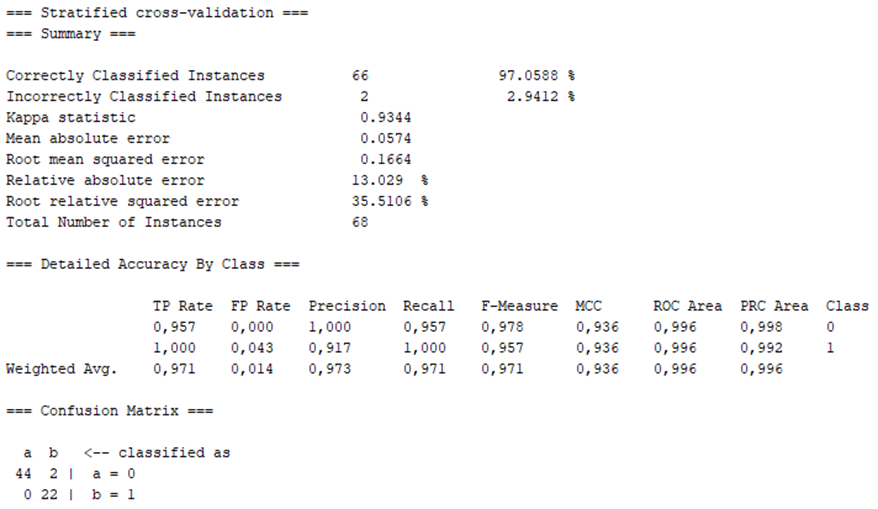 === Stratified cross-validation ===
=== Summary ===
Correctly Classified Instances 66 97.0588 %
Incorrectly Classified Instances 2 2.9412 %
Kappa statistic 0.9344
Mean absolute error 0.0574
Root mean squared error 0.1664
Relative absolute error 13.029 %
Root relative squared error 35.5106 %
Total Number of Instances 68
=== Detailed Accuracy By Class ===
TP Rate FP Rate Precision Recall F-Measure MCC ROC Area PRC Area Class
0,957 0,000 1,000 0,957 0,978 0,936 0,996 0,998 0
1,000 0,043 0,917 1,000 0,957 0,936 0,996 0,992 1
Weighted Avg. 0,971 0,014 0,973 0,971 0,971 0,936 0,996 0,996
=== Confusion Matrix ===
a b <-- classified as
44 2 | a = 0
0 22 | b = 1